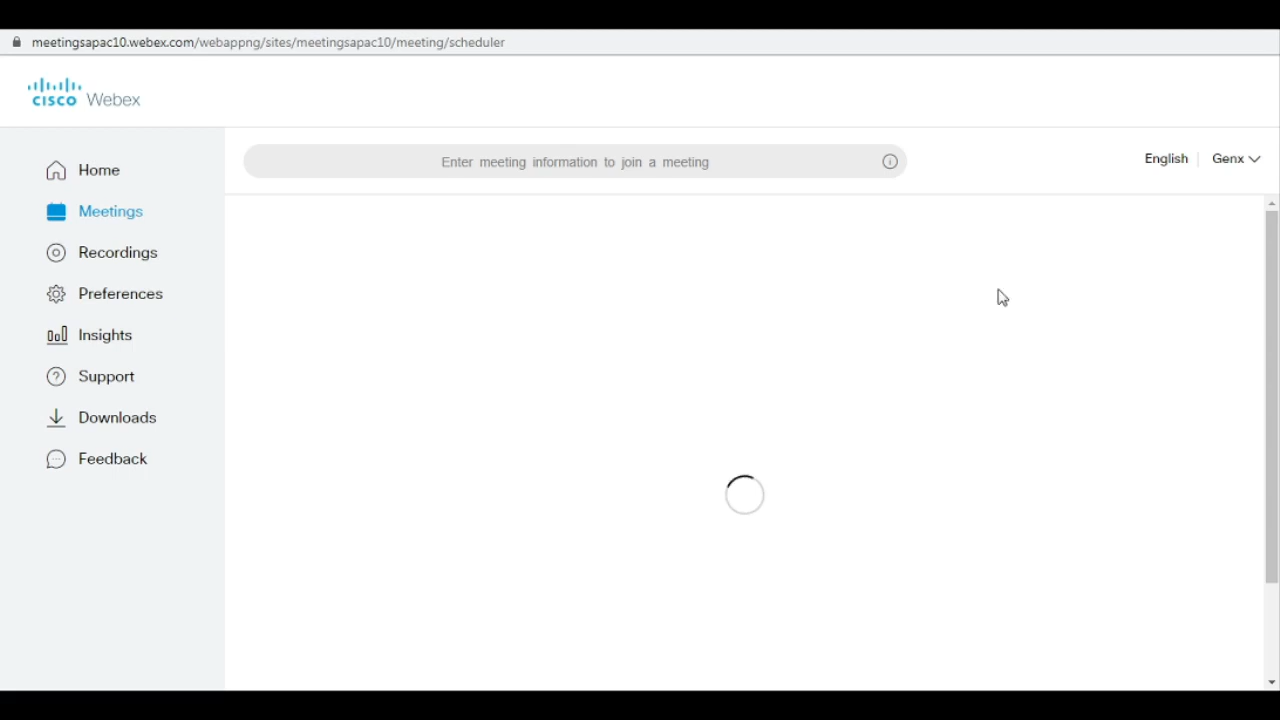 meetingsapac10.webex.com/webappng/sites/meetingsapac10/meeting/scheduler
CISCO Webex
Home
Enter meeting information to join a meeting
English
Genx
Meetings
Recordings
Preferences
Insights
Support
Downloads
Feedback